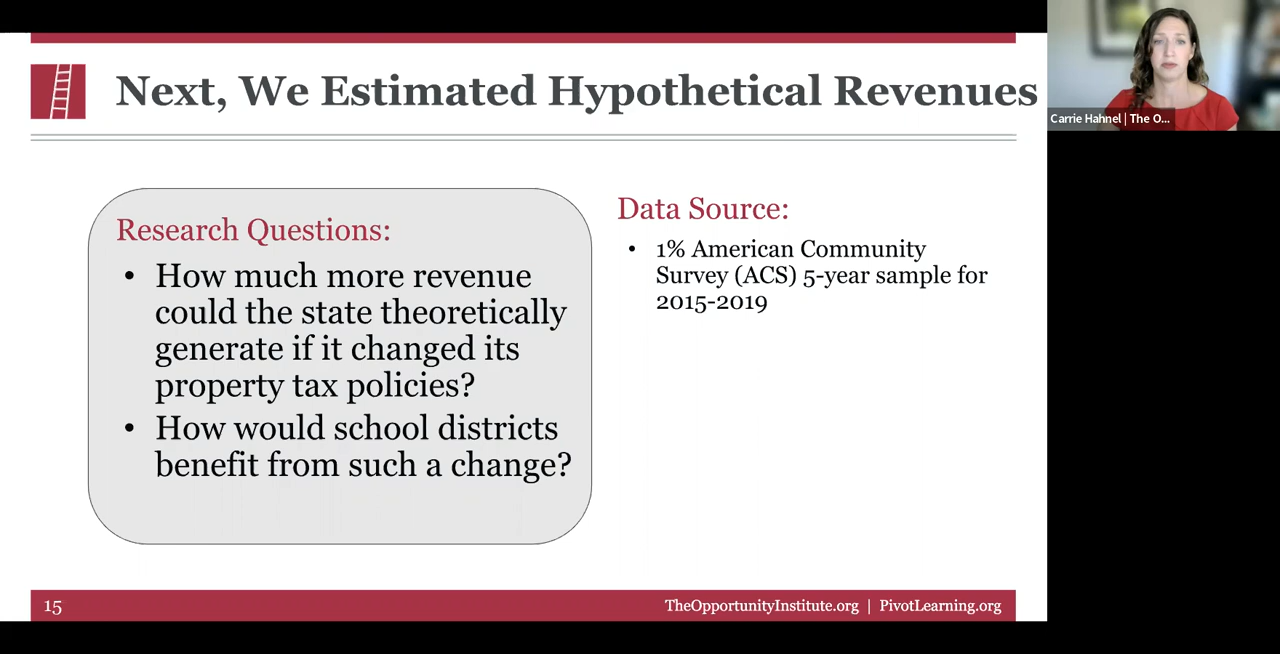 Next, We Estimated Hypothetical Revenues
Carrie Hahnel | The O...
Research Questions:
• How much more revenue
could the state theoretically
generate if it changed its
property tax policies?
• How would school districts
benefit from such a change?
Data Source:
• 1% American Community
Survey (ACS) 5-year sample for
2015-2019
15
TheOpportunityInstitute.org | PivotLearning.org